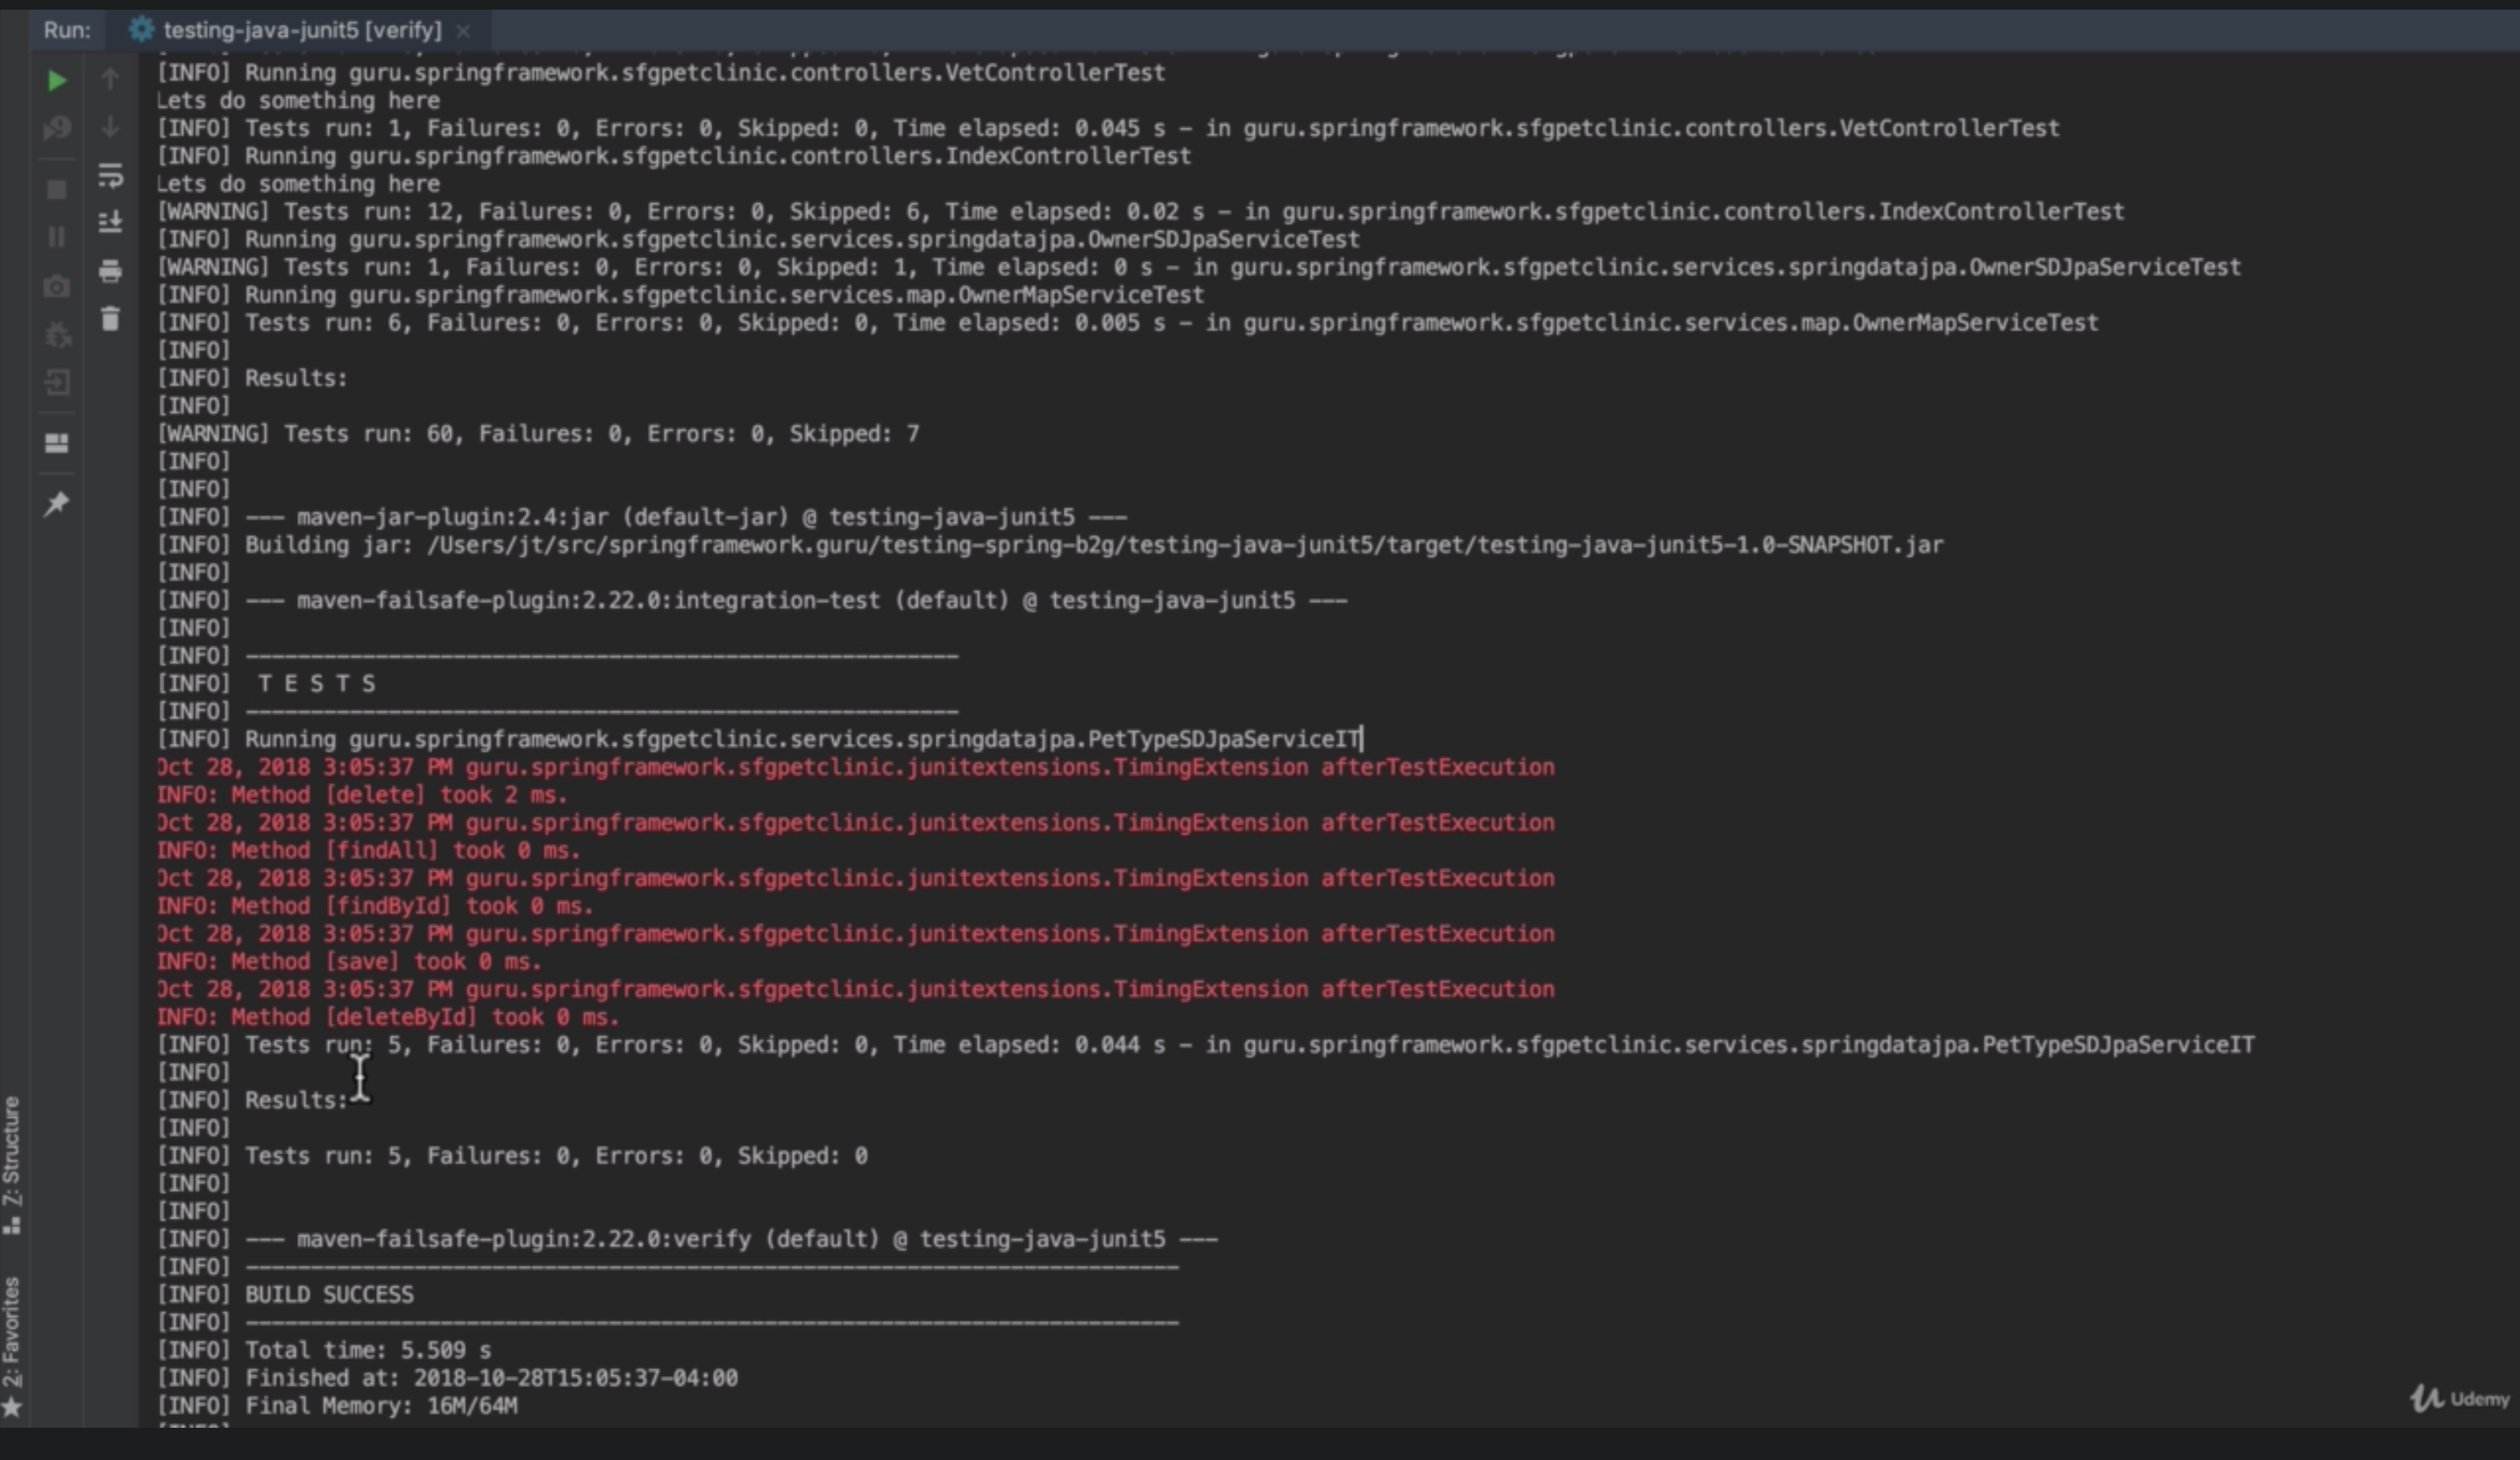 Run: testing-java-junit5 [verify] ×
[INFO] Running guru.springframework.sfgpetclinic.controllers.VetControllerTest
Lets do something here
[INFO] Tests run: 1, Failures: 0, Errors: 0, Skipped: 0, Time elapsed: 0.045 s - in guru.springframework.sfgpetclinic.controllers.VetControllerTest
[INFO] Running guru.springframework.sfgpetclinic.controllers.IndexControllerTest
Lets do something here
[WARNING] Tests run: 12, Failures: 0, Errors: 0, Skipped: 6, Time elapsed: 0.02 s - in guru.springframework.sfgpetclinic.controllers.IndexControllerTest
[INFO] Running guru.springframework.sfgpetclinic.services.springdatajpa.OwnerSDJpaServiceTest
[WARNING] Tests run: 1, Failures: 0, Errors: 0, Skipped: 1, Time elapsed: 0 s - in guru.springframework.sfgpetclinic.services.springdatajpa.OwnerSDJpaServiceTest
[INFO] Running guru.springframework.sfgpetclinic.services.map.OwnerMapServiceTest
[INFO] Tests run: 6, Failures: 0, Errors: 0, Skipped: 0, Time elapsed: 0.005 s - in guru.springframework.sfgpetclinic.services.map.OwnerMapServiceTest
[INFO]
[INFO] Results:
[INFO]
[WARNING] Tests run: 60, Failures: 0, Errors: 0, Skipped: 7
[INFO]
[INFO]
[INFO] --- maven-jar-plugin:2.4:jar (default-jar) @ testing-java-junit5 ---
[INFO] Building jar: /Users/jt/src/springframework.guru/testing-spring-b2g/testing-java-junit5/target/testing-java-junit5-1.0-SNAPSHOT.jar
[INFO]
[INFO] --- maven-failsafe-plugin:2.22.0:integration-test (default) @ testing-java-junit5 ---
[INFO]
[INFO] -------------------------------------------------------
[INFO]  T E S T S
[INFO] -------------------------------------------------------
[INFO] Running guru.springframework.sfgpetclinic.services.springdatajpa.PetTypeSDJpaServiceIT
Oct 28, 2018 3:05:37 PM guru.springframework.sfgpetclinic.junitextensions.TimingExtension afterTestExecution
INFO: Method [delete] took 2 ms.
Oct 28, 2018 3:05:37 PM guru.springframework.sfgpetclinic.junitextensions.TimingExtension afterTestExecution
INFO: Method [findAll] took 0 ms.
Oct 28, 2018 3:05:37 PM guru.springframework.sfgpetclinic.junitextensions.TimingExtension afterTestExecution
INFO: Method [findById] took 0 ms.
Oct 28, 2018 3:05:37 PM guru.springframework.sfgpetclinic.junitextensions.TimingExtension afterTestExecution
INFO: Method [save] took 0 ms.
Oct 28, 2018 3:05:37 PM guru.springframework.sfgpetclinic.junitextensions.TimingExtension afterTestExecution
INFO: Method [deleteById] took 0 ms.
[INFO] Tests run: 5, Failures: 0, Errors: 0, Skipped: 0, Time elapsed: 0.044 s - in guru.springframework.sfgpetclinic.services.springdatajpa.PetTypeSDJpaServiceIT
[INFO]
[INFO] Results:
[INFO]
[INFO] Tests run: 5, Failures: 0, Errors: 0, Skipped: 0
[INFO]
[INFO]
[INFO] --- maven-failsafe-plugin:2.22.0:verify (default) @ testing-java-junit5 ---
[INFO] ------------------------------------------------------------------------
[INFO] BUILD SUCCESS
[INFO] ------------------------------------------------------------------------
[INFO] Total time: 5.509 s
[INFO] Finished at: 2018-10-28T15:05:37-04:00
[INFO] Final Memory: 16M/64M
Z: Structure
2: Favorites
Udemy